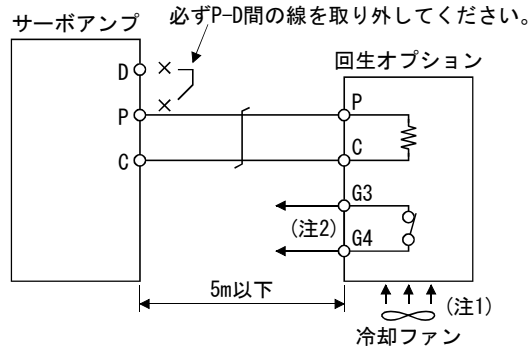 必ずP-D間の線を取り外してください。
サーボアンプ
回生オプション
D
P
P
C
C
G3
(注2)
G4
5m以下
(注1)
冷却ファン